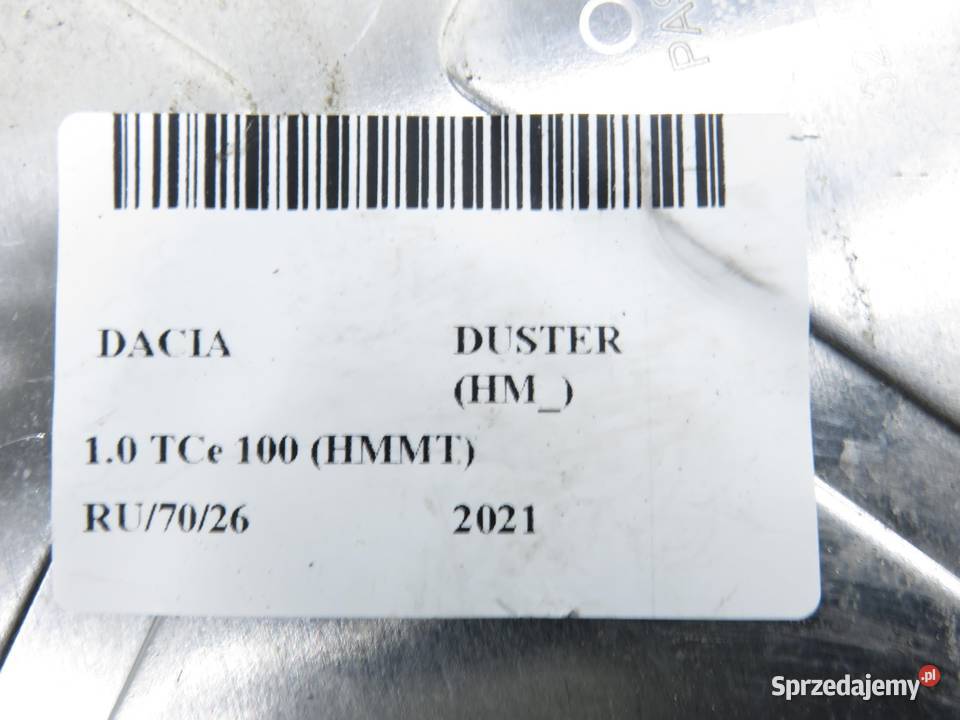 DACIA DUSTER
(HM_)
1.0 TCe 100 (HMMT)
RU/70/26 2021
Sprzedajemy.pl